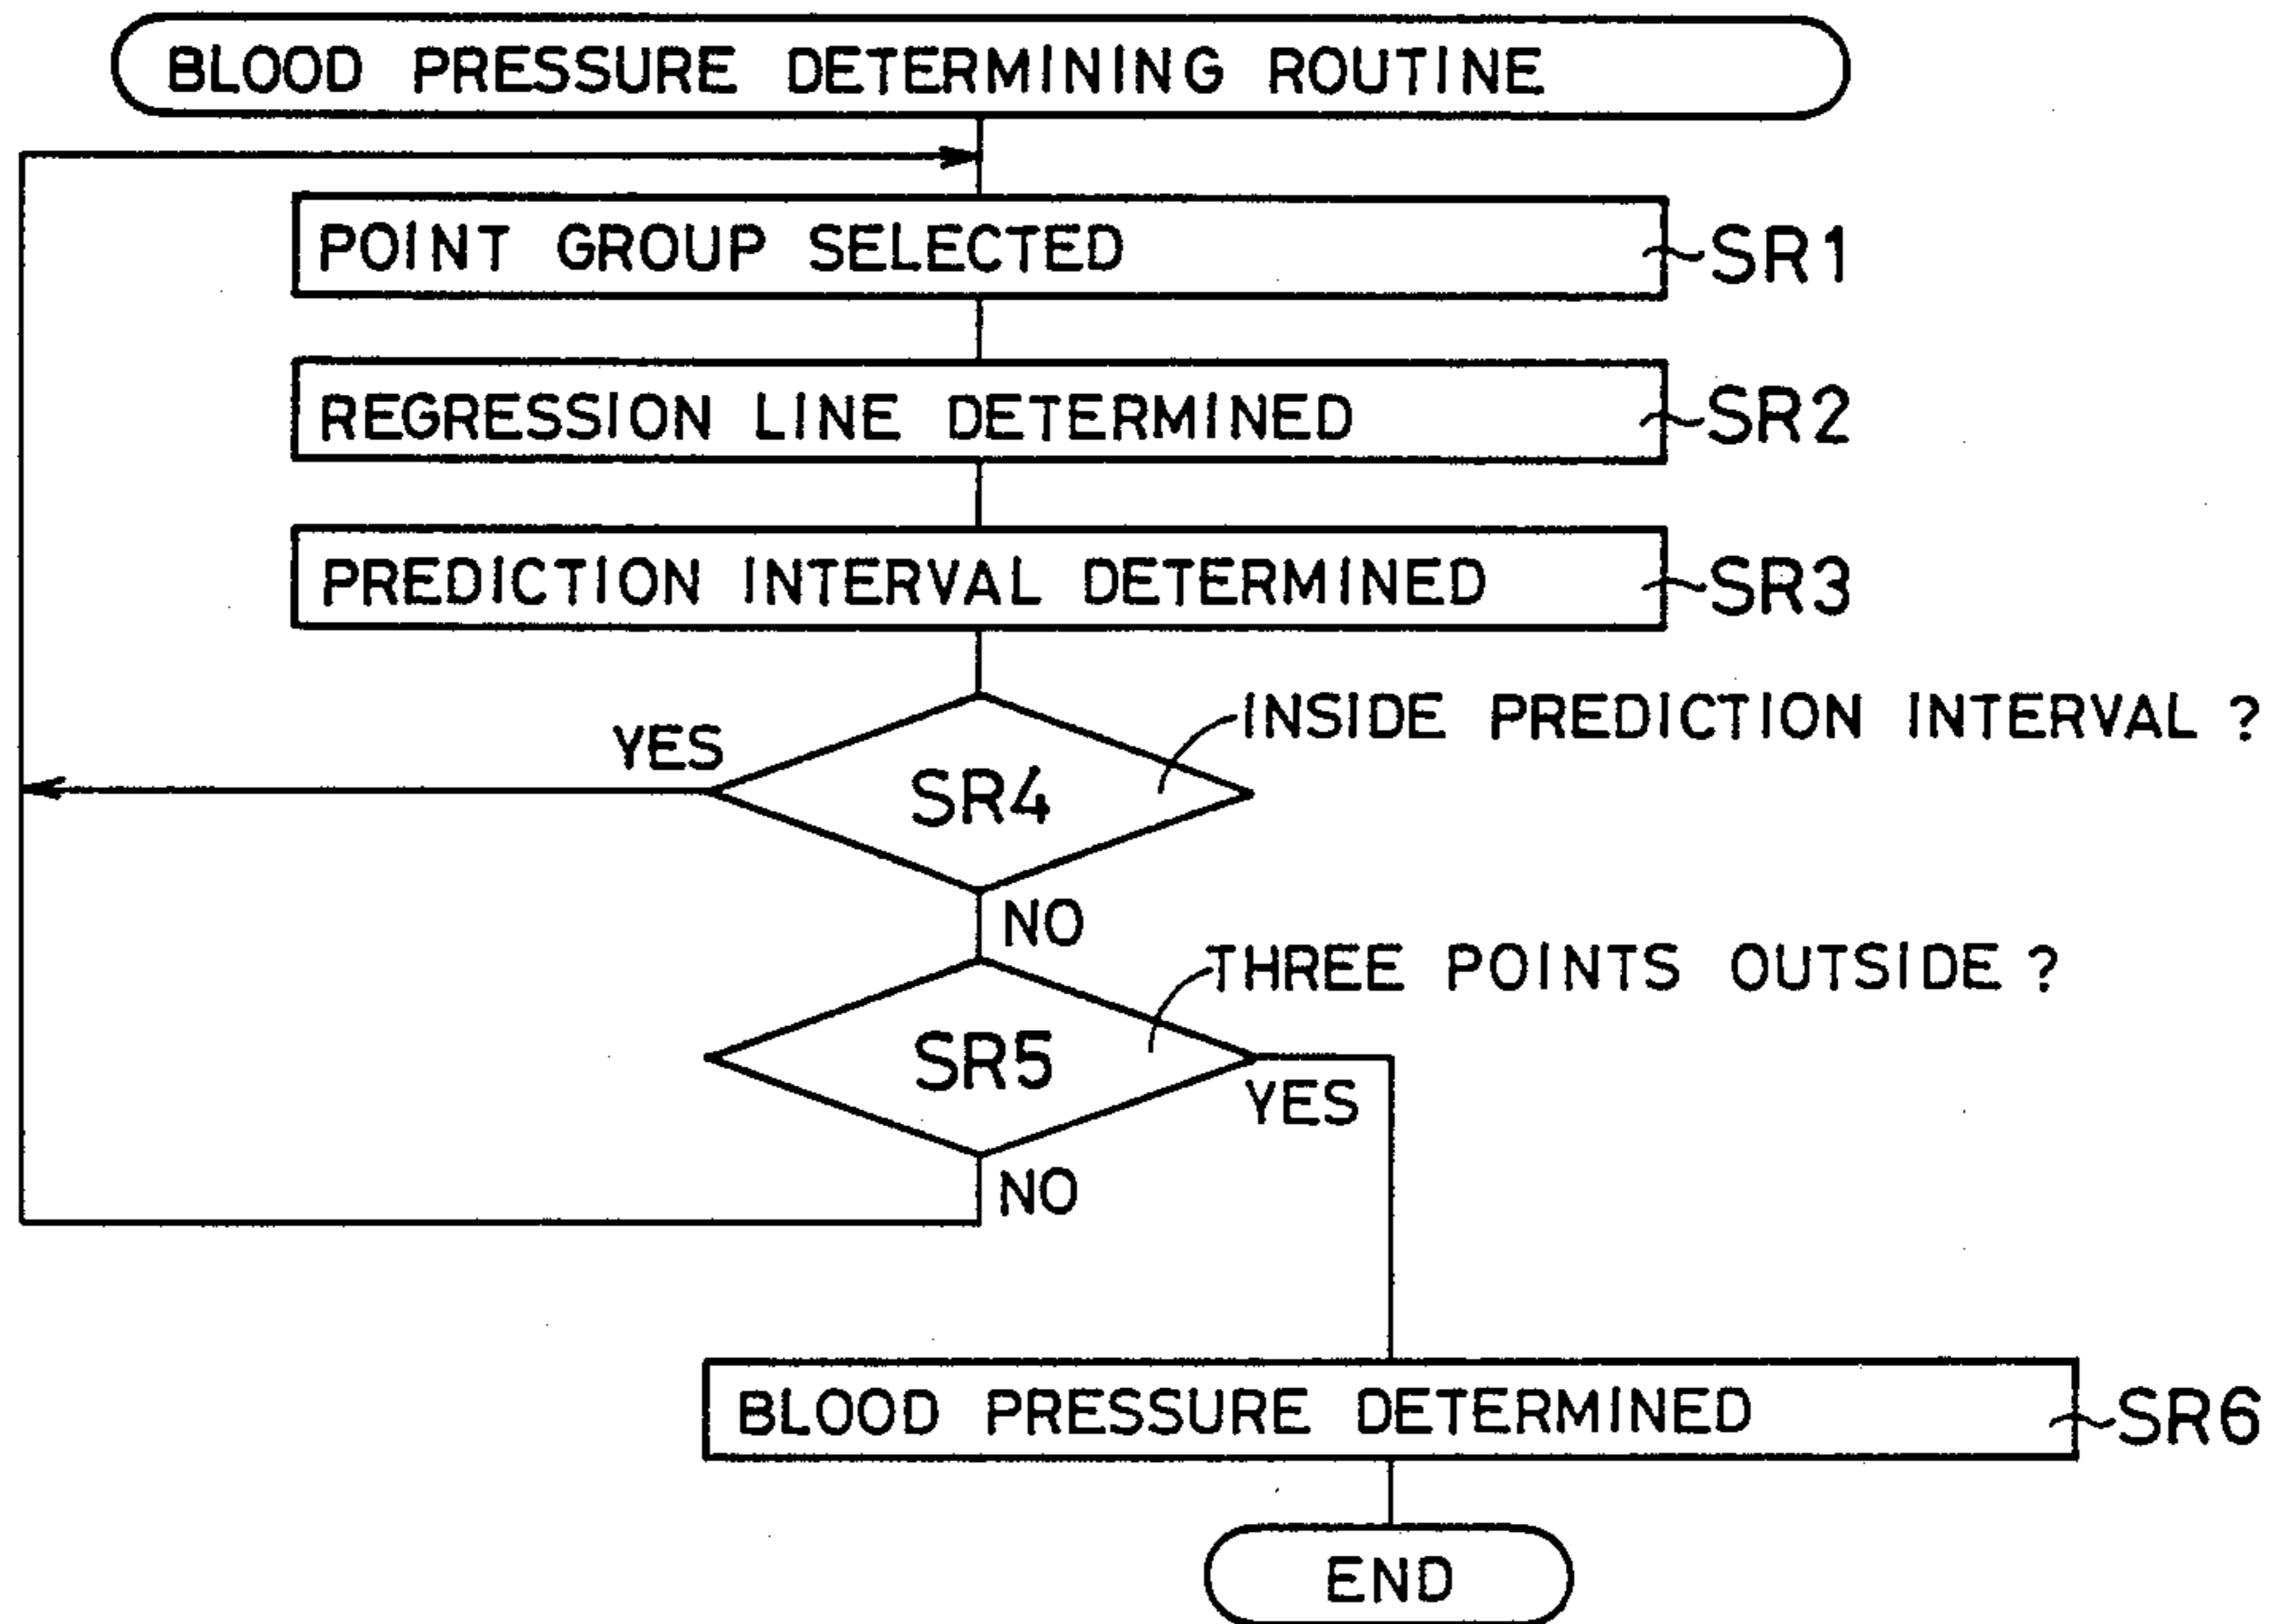 BLOOD PRESSURE DETERMINING ROUTINE
POINT GROUP SELECTED
SR1
REGRESSION LINE DETERMINED
SR2
PREDICTION INTERVAL DETERMINED
SR3
INSIDE PREDICTION INTERVAL ?
YES
SR4
NO
THREE POINTS OUTSIDE ?
SR5
YES
NO
BLOOD PRESSURE DETERMINED
SR6
END